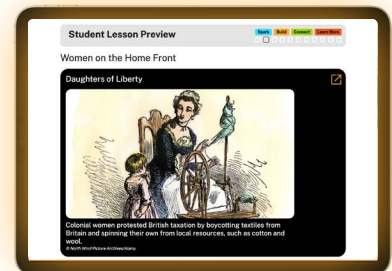 Student Lesson Preview
Spark Build Connect Learn More
Women on the Home Front
Daughters of Liberty
Colonial women protested British taxation by boycotting textiles from
Britain and spinning their own from local resources, such as cotton and
wool.
© North Wind Picture Archives/Alamy